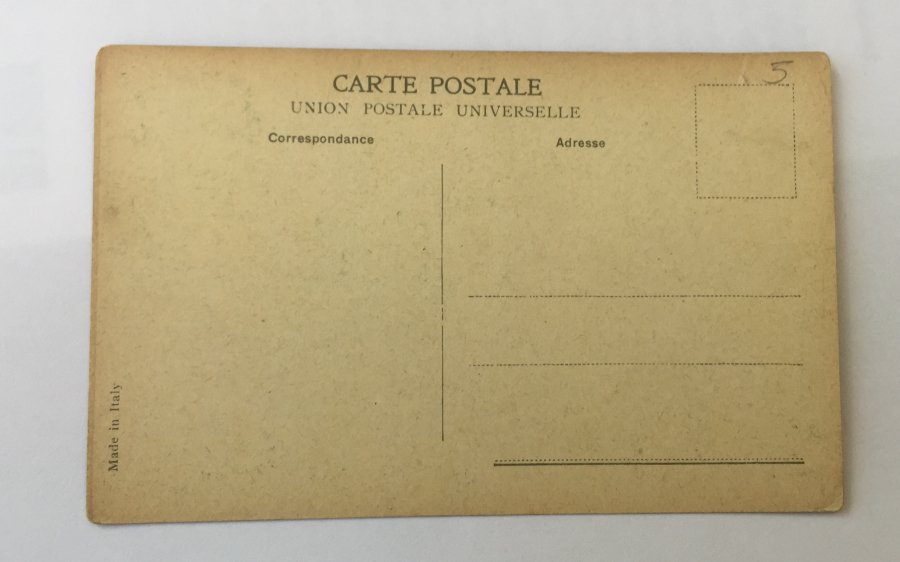 5
CARTE POSTALE
UNION POSTALE UNIVERSELLE
Correspondance
Adresse
Made in Italy